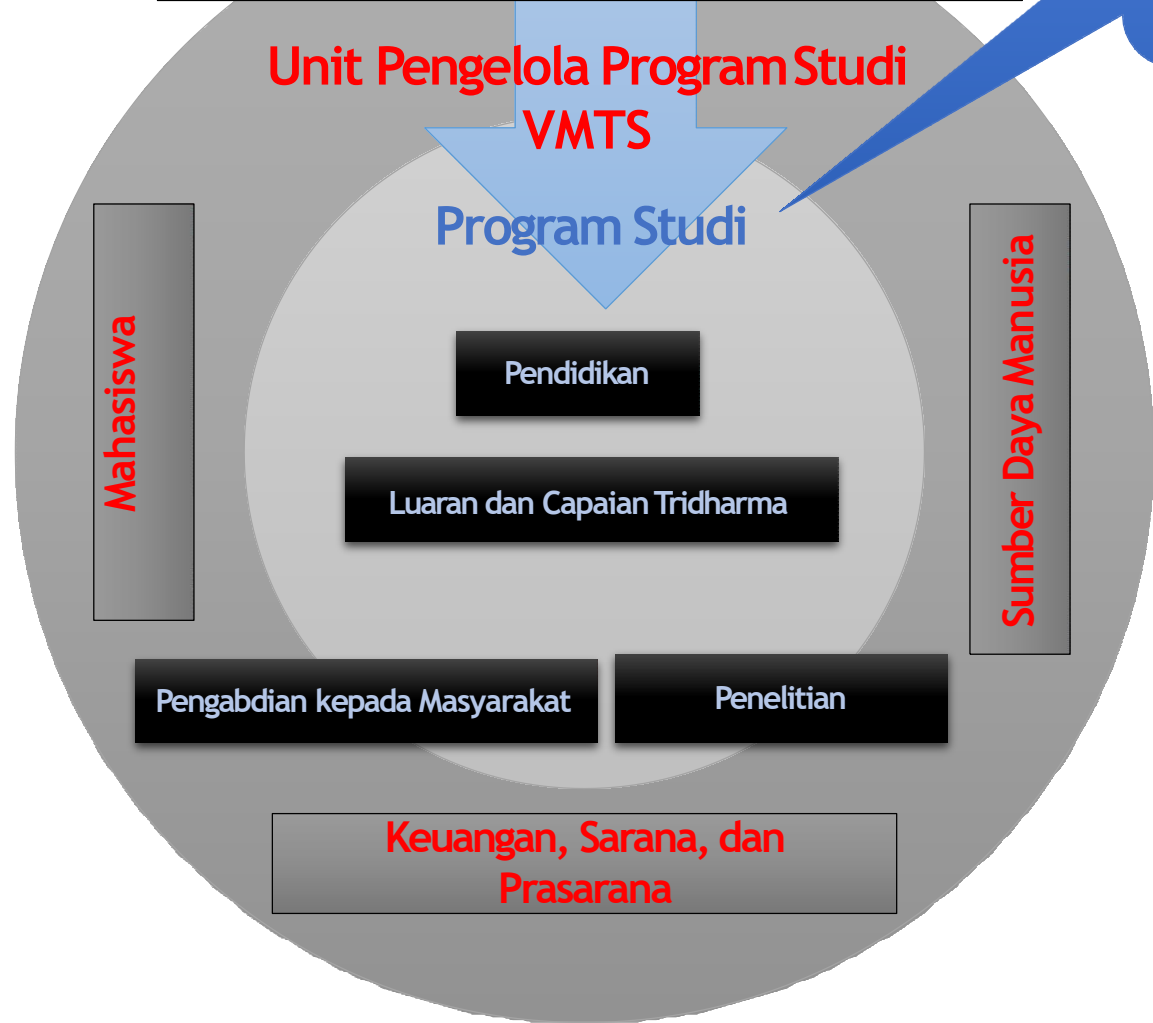 Unit Pengelola Program Studi
VMTS
Program Studi
Mahasiswa
Sumber Daya Manusia
Pendidikan
Luaran dan Capaian Tridharma
Pengabdian kepada Masyarakat
Penelitian
Keuangan, Sarana, dan
Prasarana